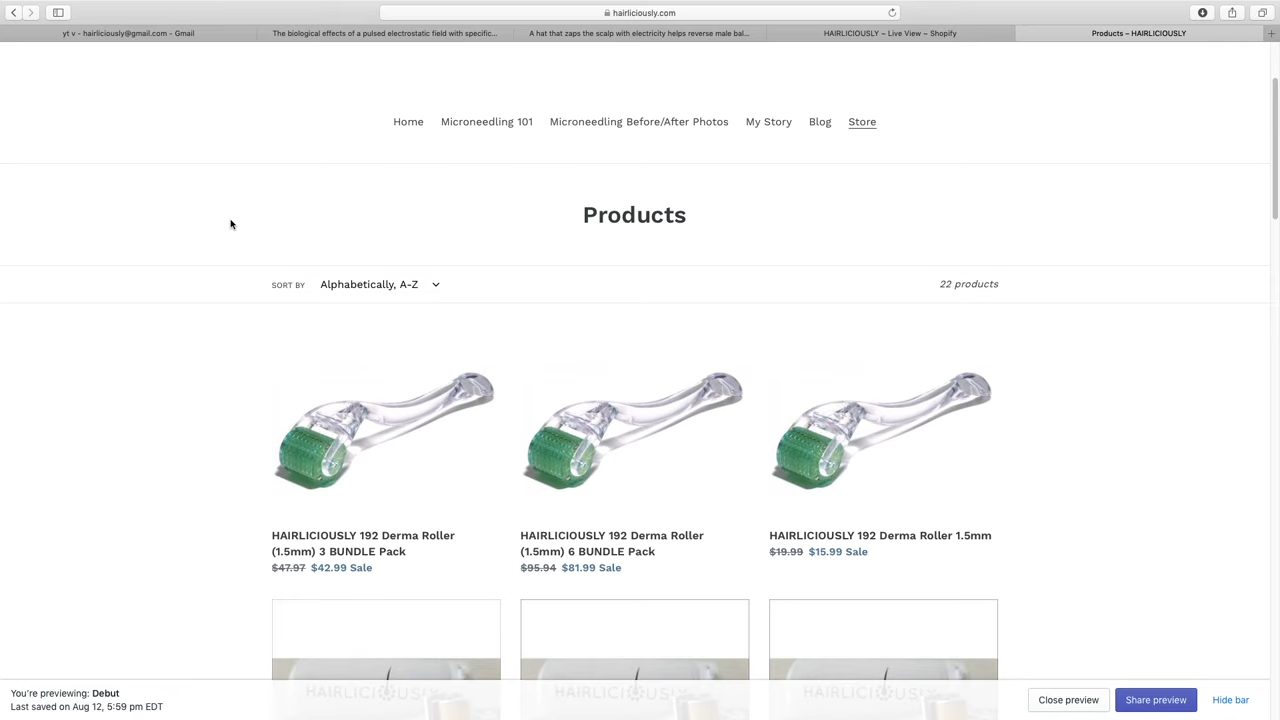 hairliciously.com
yt v - hairliciously@gmail.com - Gmail
The biological effects of a pulsed electrostatic field with specific...
A hat that zaps the scalp with electricity helps reverse male bal...
HAIRLICIOUSLY ~ Live View ~ Shopify
Products – HAIRLICIOUSLY
Home Microneedling 101 Microneedling Before/After Photos My Story Blog Store
Products
SORT BY Alphabetically, A-Z 22 products
HAIRLICIOUSLY 192 Derma Roller
(1.5mm) 3 BUNDLE Pack
$47.97 $42.99 Sale
HAIRLICIOUSLY 192 Derma Roller
(1.5mm) 6 BUNDLE Pack
$95.94 $81.99 Sale
HAIRLICIOUSLY 192 Derma Roller 1.5mm
$19.99 $15.99 Sale
HAIRLICIOUSLY
HAIRLICIOUSLY
HAIRLICIOUSLY
You're previewing: Debut
Last saved on Aug 12, 5:59 pm EDT
Close preview Share preview Hide bar